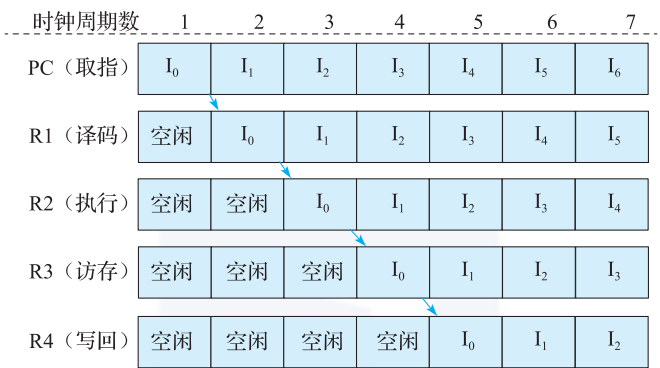 时钟周期数 1 2 3 4 5 6 7
PC（取指） I₀ I₁ I₂ I₃ I₄ I₅ I₆
R1（译码） 空闲 I₀ I₁ I₂ I₃ I₄ I₅
R2（执行） 空闲 空闲 I₀ I₁ I₂ I₃ I₄
R3（访存） 空闲 空闲 空闲 I₀ I₁ I₂ I₃
R4（写回） 空闲 空闲 空闲 空闲 I₀ I₁ I₂